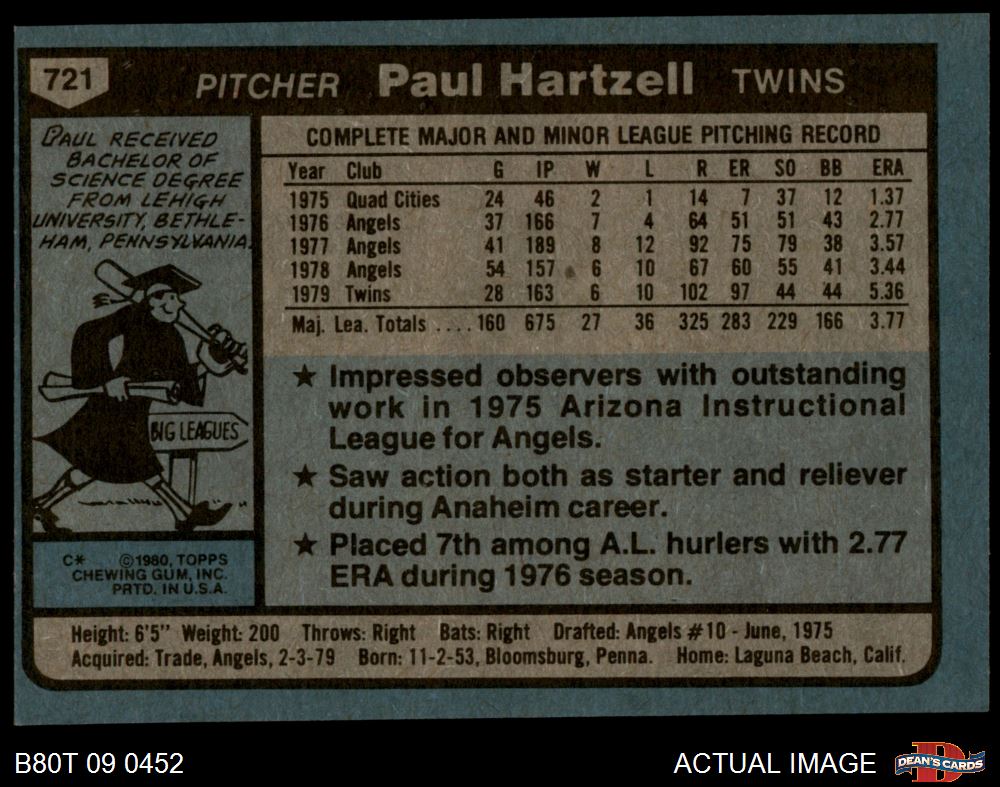 721 PITCHER Paul Hartzell TWINS
PAUL RECEIVED
BACHELOR OF
SCIENCE DEGREE
FROM LEHIGH
UNIVERSITY, BETHLE-
HAM, PENNSYLVANIA.
BIG LEAGUES
C* ©1980, TOPPS
CHEWING GUM, INC.
PRTD. IN U.S.A.
COMPLETE MAJOR AND MINOR LEAGUE PITCHING RECORD
Year Club G IP W L R ER SO BB ERA
1975 Quad Cities 24 46 2 1 14 7 37 12 1.37
1976 Angels 37 166 7 4 64 51 51 43 2.77
1977 Angels 41 189 8 12 92 75 79 38 3.57
1978 Angels 54 157 6 10 67 60 55 41 3.44
1979 Twins 28 163 6 10 102 97 44 44 5.36
Maj. Lea. Totals .... 160 675 27 36 325 283 229 166 3.77
★ Impressed observers with outstanding
work in 1975 Arizona Instructional
League for Angels.
★ Saw action both as starter and reliever
during Anaheim career.
★ Placed 7th among A.L. hurlers with 2.77
ERA during 1976 season.
Height: 6'5" Weight: 200 Throws: Right Bats: Right Drafted: Angels #10 - June, 1975
Acquired: Trade, Angels, 2-3-79 Born: 11-2-53, Bloomsburg, Penna. Home: Laguna Beach, Calif.
B80T 09 0452 ACTUAL IMAGE DEAN'S CARDS